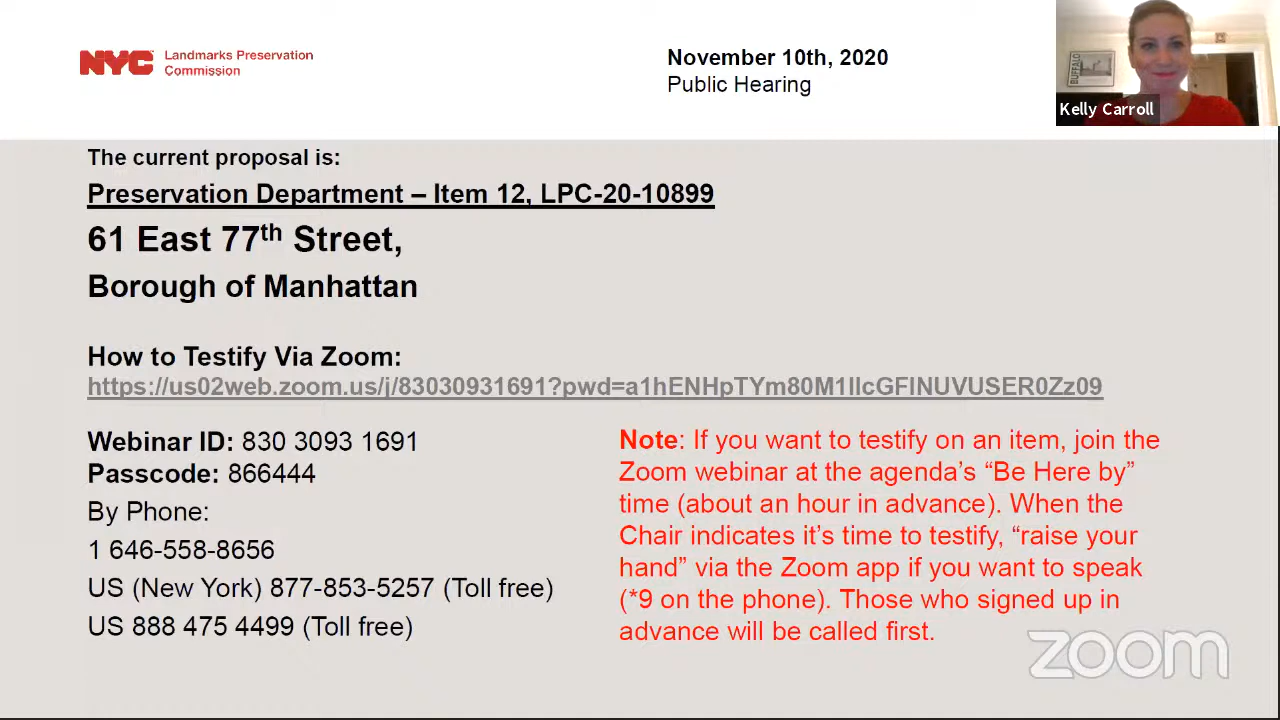 NYC Landmarks Preservation
Commission
November 10th, 2020
Public Hearing
BUFFALO
Kelly Carroll
The current proposal is:
Preservation Department – Item 12, LPC-20-10899
61 East 77th Street,
Borough of Manhattan
How to Testify Via Zoom:
https://us02web.zoom.us/j/83030931691?pwd=a1hENHpTYm80M1lIcGFINUVUSER0Zz09
Webinar ID: 830 3093 1691
Passcode: 866444
By Phone:
1 646-558-8656
US (New York) 877-853-5257 (Toll free)
US 888 475 4499 (Toll free)
Note: If you want to testify on an item, join the
Zoom webinar at the agenda’s “Be Here by”
time (about an hour in advance). When the
Chair indicates it’s time to testify, “raise your
hand” via the Zoom app if you want to speak
(*9 on the phone). Those who signed up in
advance will be called first.
zoom